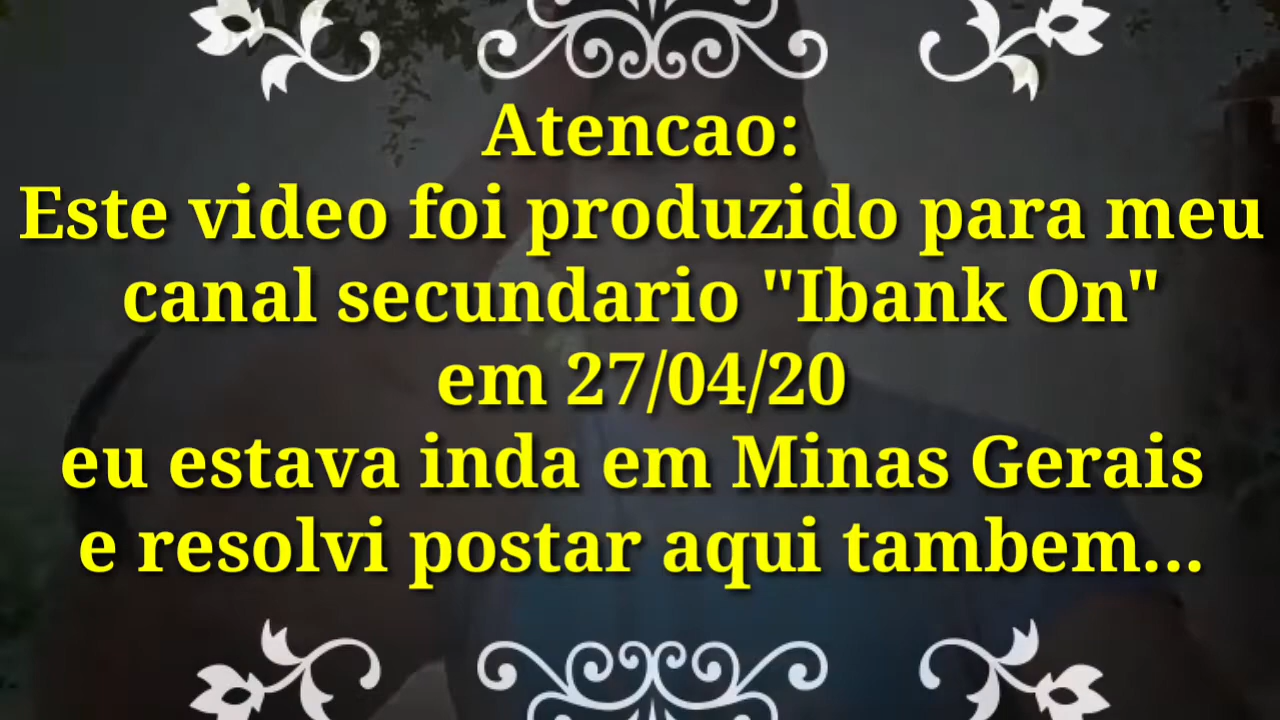 Atencao:
Este video foi produzido para meu
canal secundario "Ibank On"
em 27/04/20
eu estava inda em Minas Gerais
e resolvi postar aqui tambem...